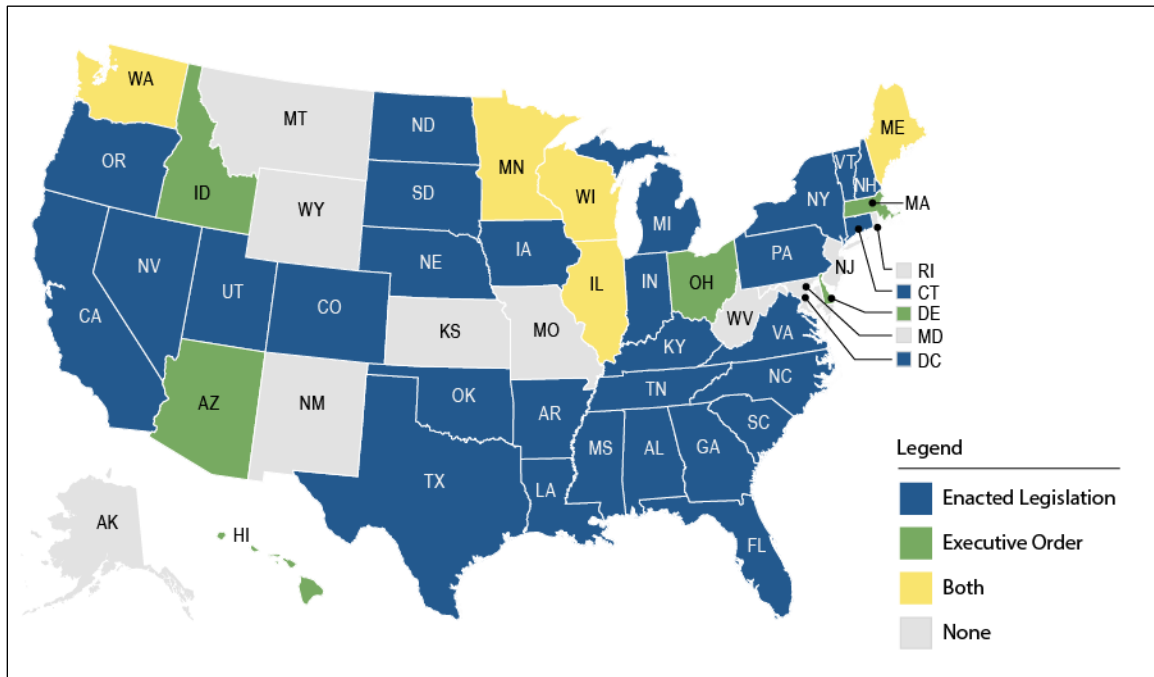 WA
MT
ND
MN
ME
OR
ID
SD
WI
VT
NH
WY
MI
NY
MA
IA
PA
NV
NE
NJ
RI
UT
IL
IN
OH
CT
CA
CO
WV
DE
KS
MO
VA
MD
KY
DC
NC
TN
OK
AZ
NM
AR
SC
MS
AL
GA
Legend
TX
LA
Enacted Legislation
AK
HI
FL
Executive Order
Both
None